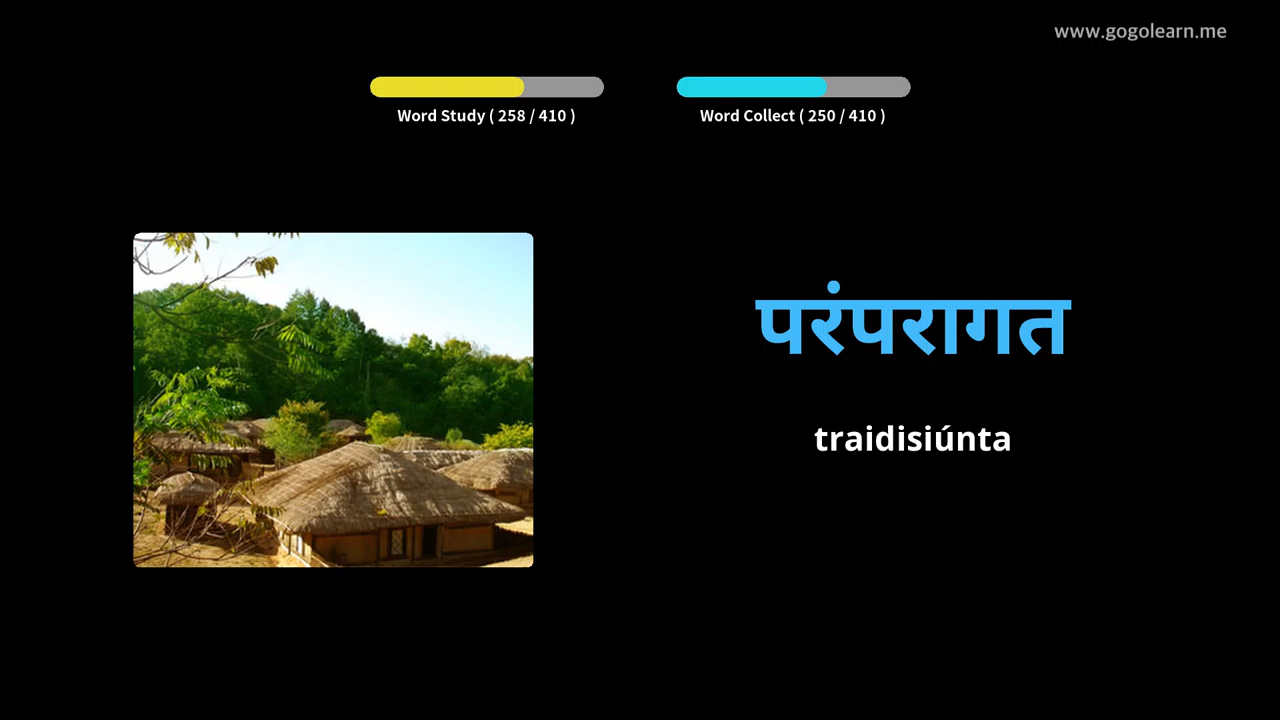 www.gogolearn.me
Word Study ( 258 / 410 )
Word Collect ( 250 / 410 )
परंपरागत
traidisiúnta